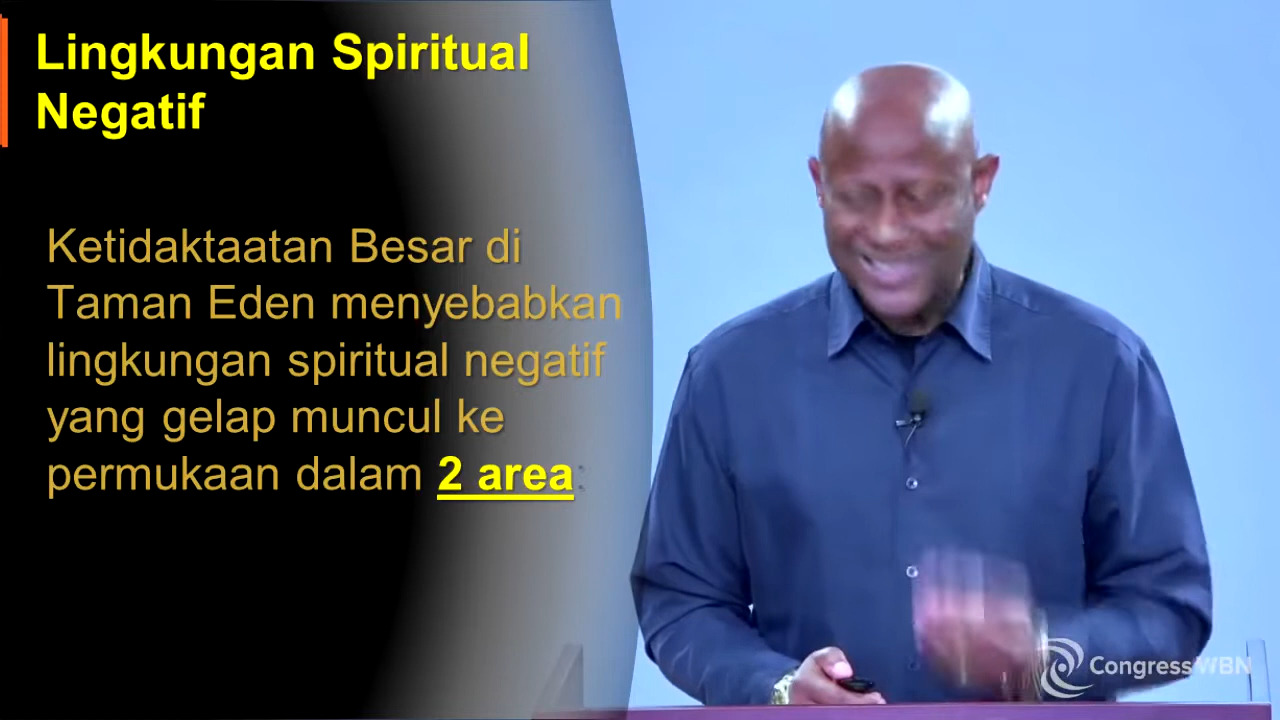 Lingkungan Spiritual
Negatif
Ketidaktaatan Besar di
Taman Eden menyebabkan
lingkungan spiritual negatif
yang gelap muncul ke
permukaan dalam 2 area:
CongressWBN